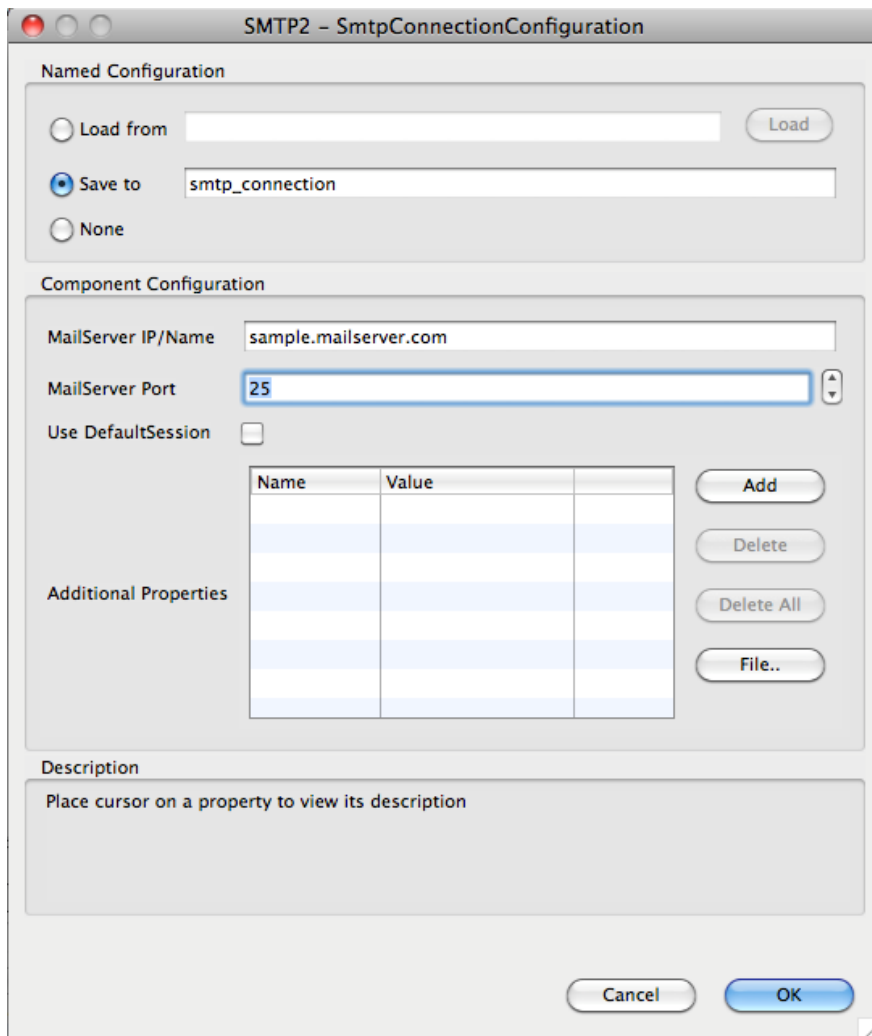 SMTP2 – SmtpConnectionConfiguration
Named Configuration
Load from Load
Save to smtp_connection
None
Component Configuration
MailServer IP/Name sample.mailserver.com
MailServer Port 25
Use DefaultSession
Name Value Add
Delete
Additional Properties
Delete All
File..
Description
Place cursor on a property to view its description
Cancel OK